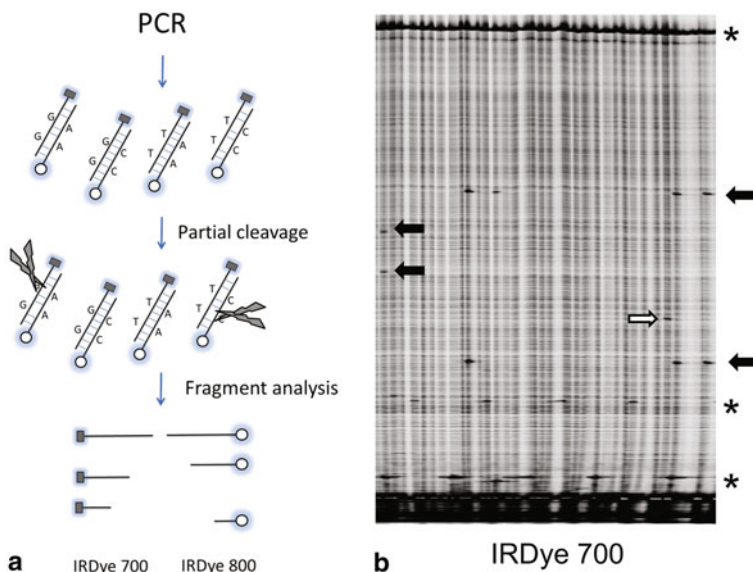 PCR
G G A A
G G C C
T T A A
T T C C
Partial cleavage
G G A A
G G C C
T T A A
T T C
Fragment analysis
a
IRDye 700
IRDye 800
*
*
*
b
IRDye 700